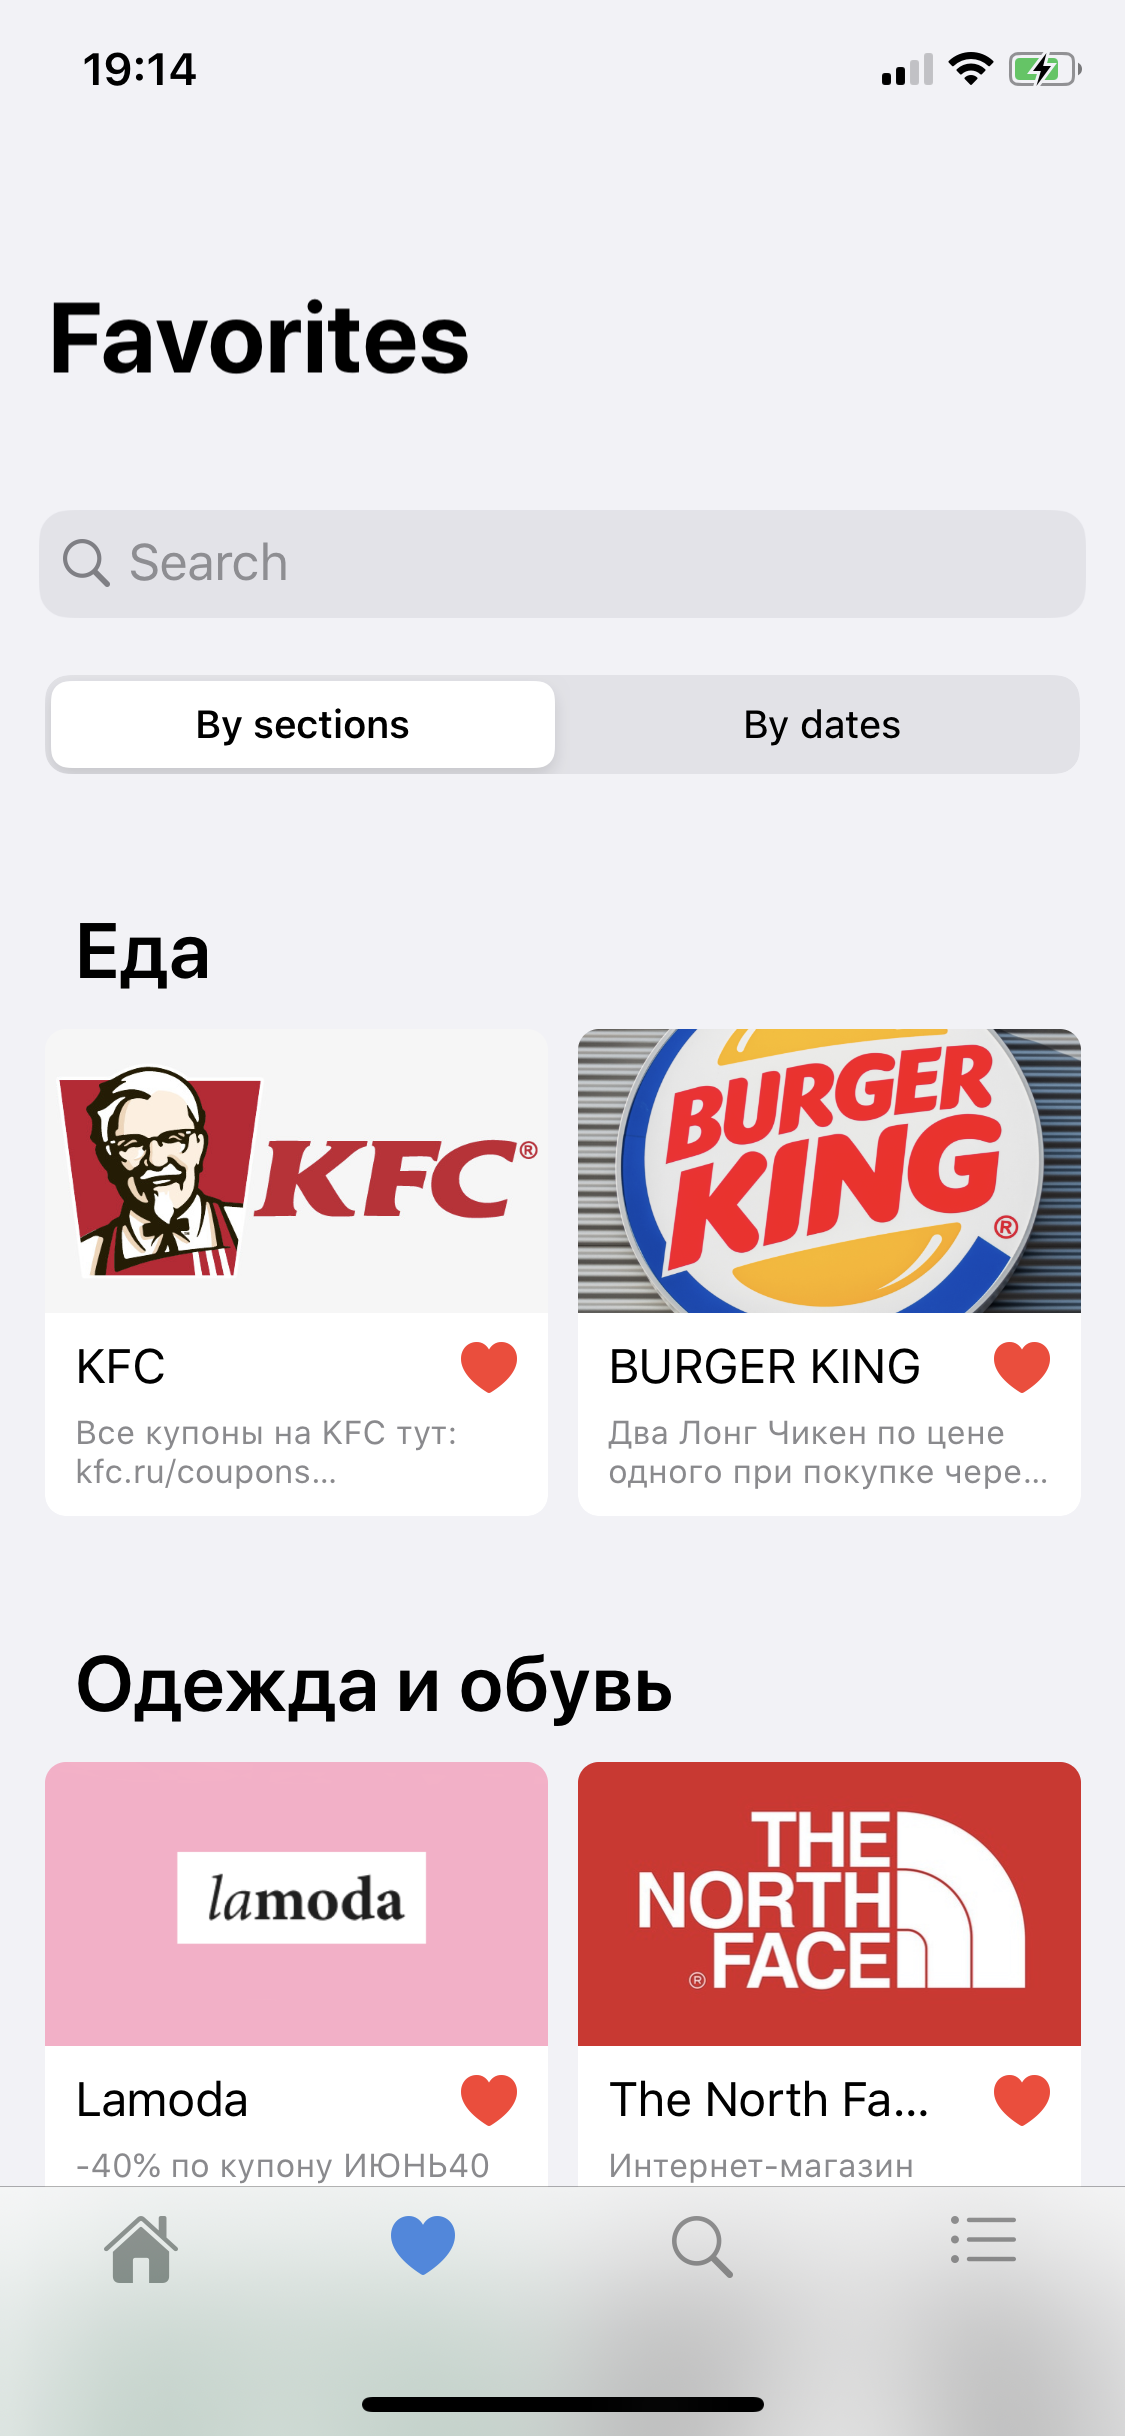 19:14
Favorites
Search
By sections
By dates
Еда
KFC®
BURGER
KING®
KFC
BURGER KING
Все купоны на KFC тут:
kfc.ru/coupons...
Два Лонг Чикен по цене
одного при покупке чере...
Одежда и обувь
lamoda
THE
NORTH
FACE®
Lamoda
The North Fa...
-40% по купону ИЮНЬ40
Интернет-магазин